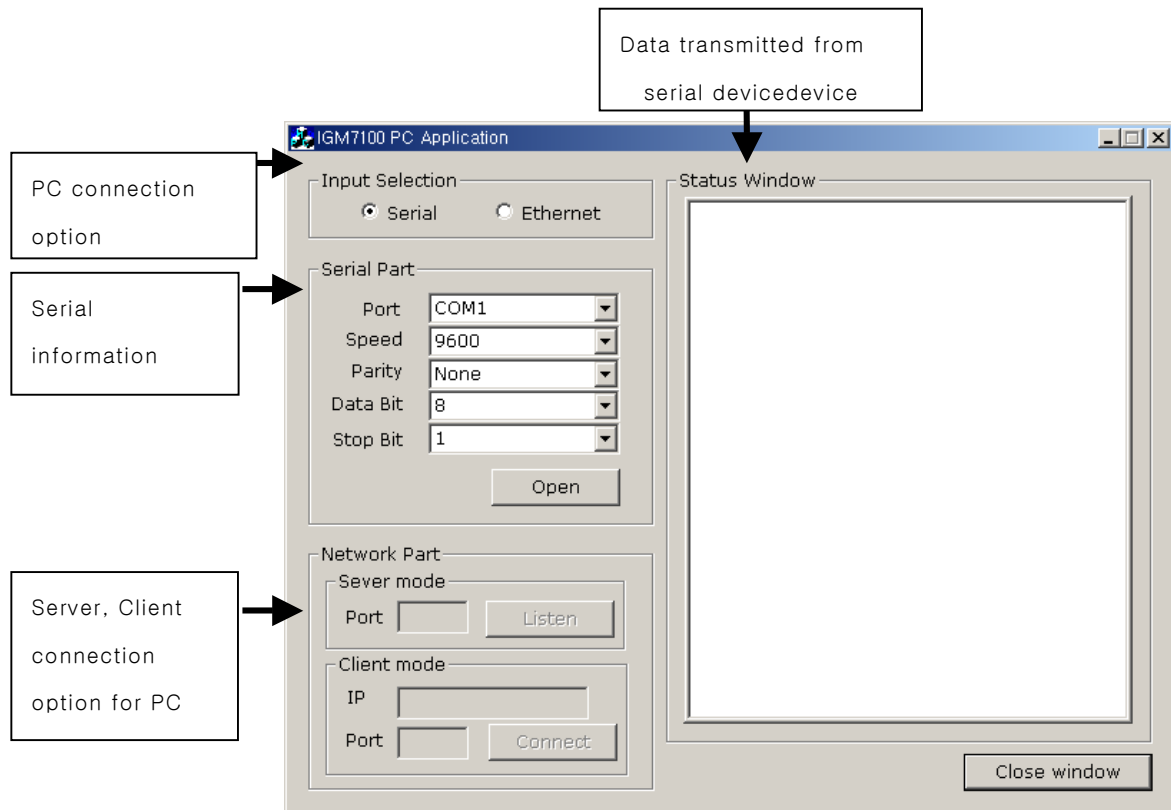 Data transmitted from
serial devicedevice
IGM7100 PC Application
PC connection
option
Input Selection
Serial
Ethernet
Serial
information
Serial Part
Port
COM1
Speed
9600
Parity
None
Data Bit
8
Stop Bit
1
Open
Server, Client
connection
option for PC
Network Part
Sever mode
Port
Listen
Client mode
IP
Port
Connect
Status Window
Close window